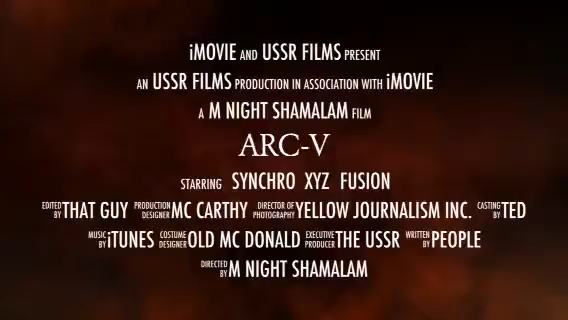 iMOVIE AND USSR FILMS PRESENT
AN USSR FILMS PRODUCTION IN ASSOCIATION WITH iMOVIE
A M NIGHT SHAMALAM FILM
ARC-V
STARRING SYNCHRO XYZ FUSION
EDITED BY THAT GUY PRODUCTION DESIGNER MC CARTHY DIRECTOR OF PHOTOGRAPHY YELLOW JOURNALISM INC. CASTING BY TED
MUSIC BY iTUNES COSTUME DESIGNER OLD MC DONALD EXECUTIVE PRODUCER THE USSR WRITTEN BY PEOPLE
DIRECTED BY M NIGHT SHAMALAM